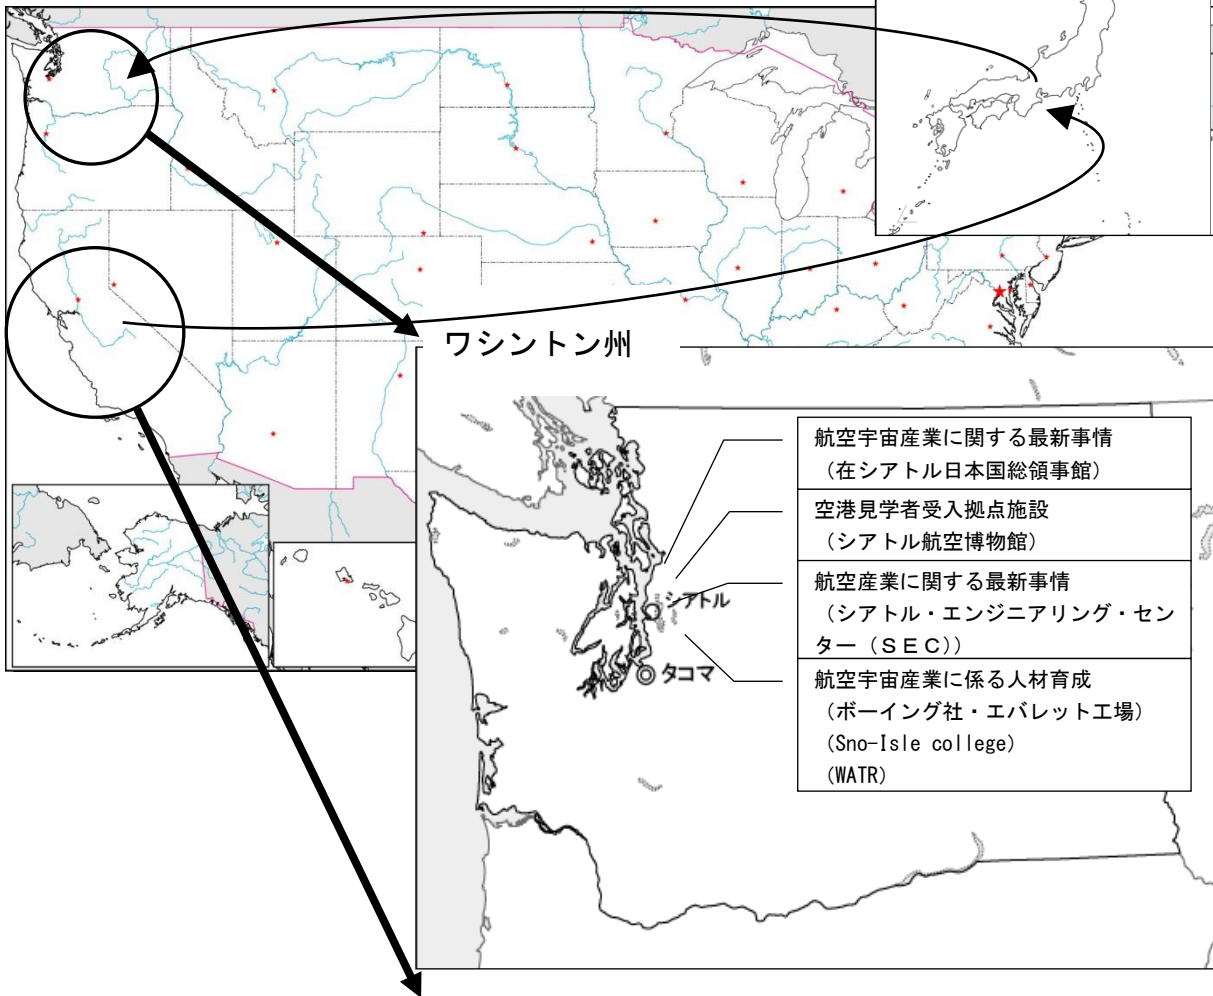 ワシントン州
航空宇宙産業に関する最新事情
（在シアトル日本国総領事館）
空港見学者受入拠点施設
（シアトル航空博物館）
航空産業に関する最新事情
（シアトル・エンジニアリング・セン
ター（ＳＥＣ））
航空宇宙産業に係る人材育成
（ボーイング社・エバレット工場）
（Sno-Isle college）
（WATR）
シアトル
タコマ